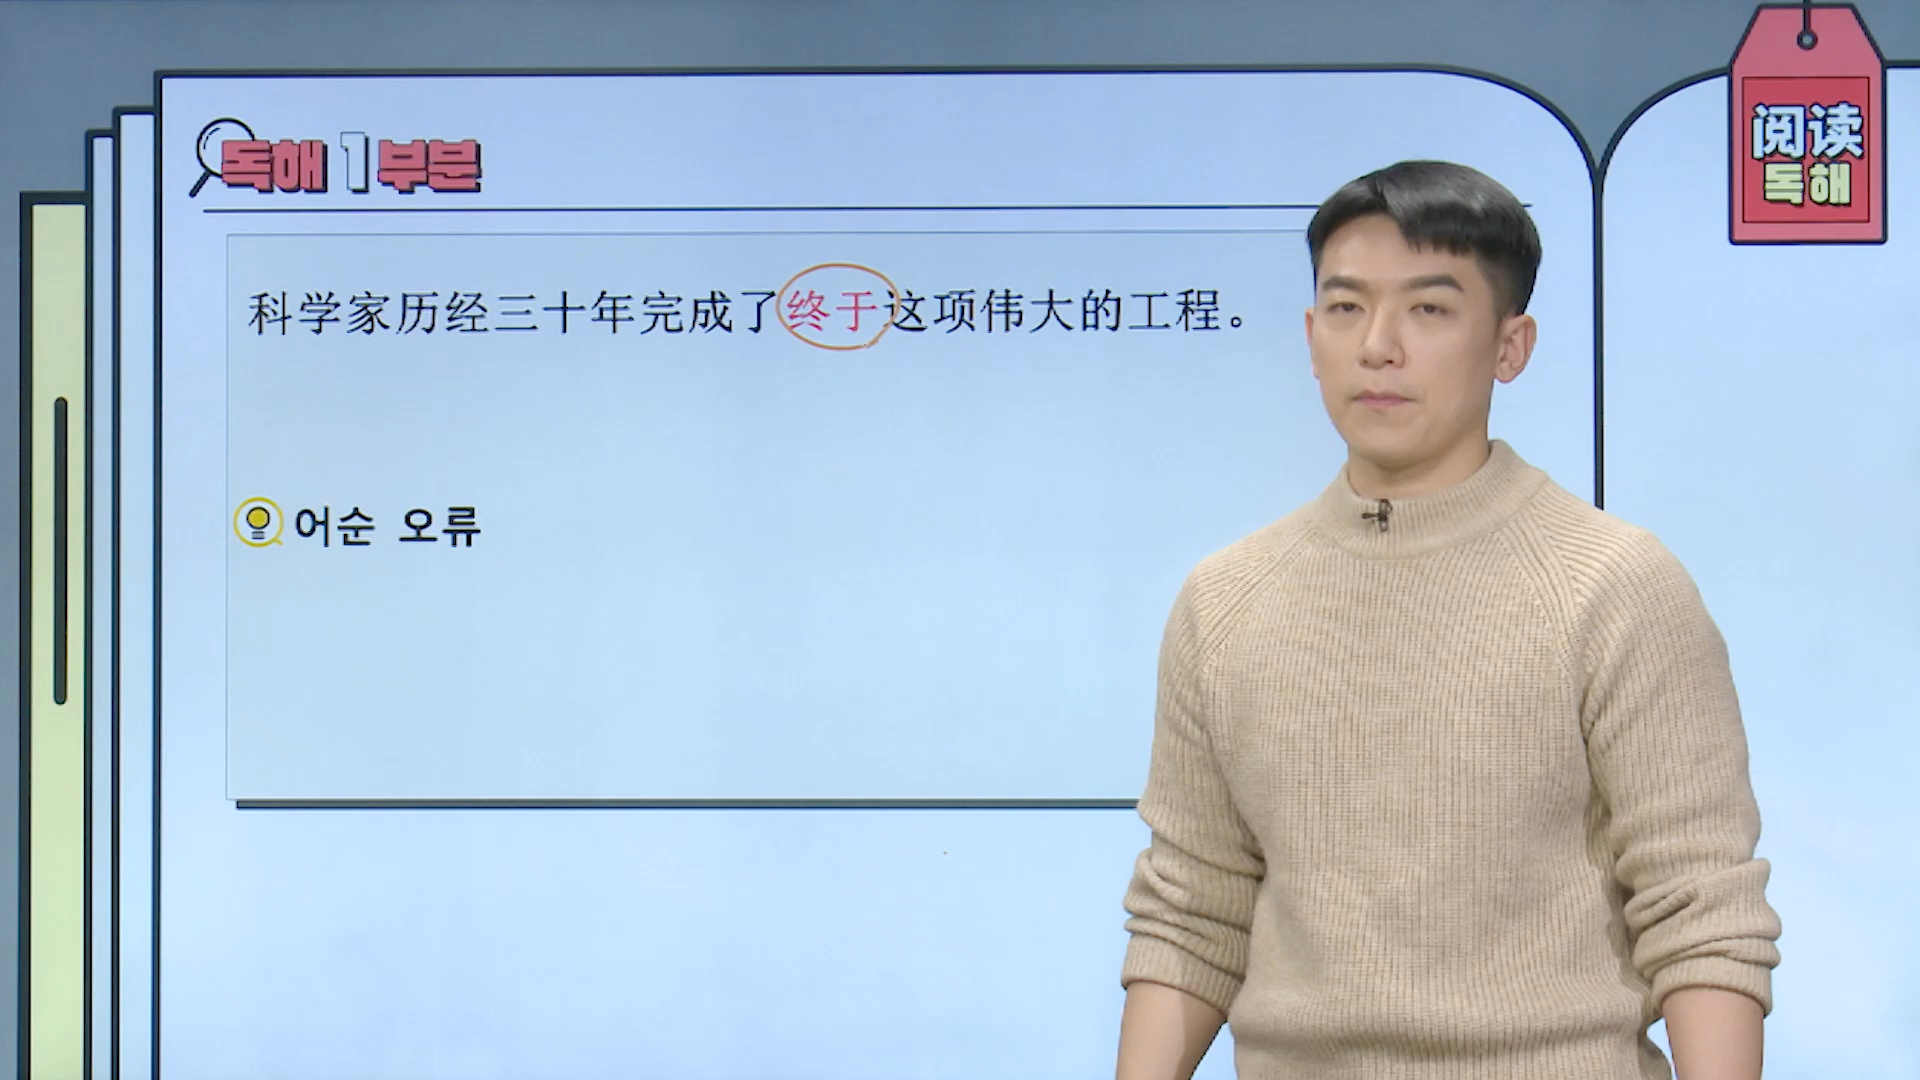 阅读
독해
독해 1 부분
科学家历经三十年完成了终于这项伟大的工程。
어순 오류